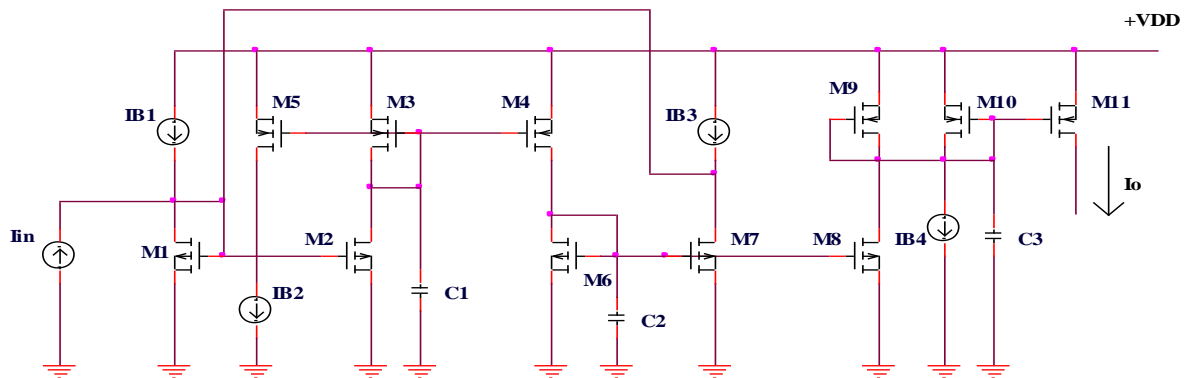 +VDD
M5 M3 M4 M9
IB1 IB3 M10 M11
Io
Iin M1 M2 M7 M8 IB4 C3
M6
IB2 C1
C2